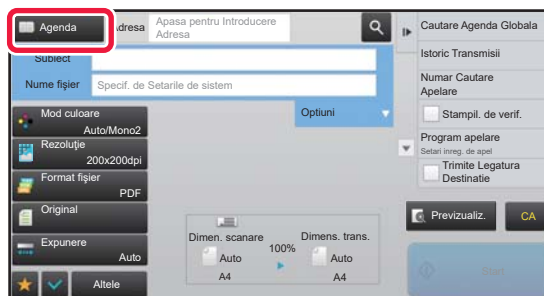 Agenda
Adresa
Apasa pentru Introducere
Adresa
Cautare Agenda Globala
Subiect
Istoric Transmisii
Nume fişier
Specif. de Setarile de sistem
Numar Cautare
Apelare
Mod culoare
Auto/Mono2
Optiuni
Stampil. de verif.
Rezoluţie
200x200dpi
Program apelare
Setari inreg. de apel
Format fişier
PDF
Trimite Legatura
Destinatie
Original
Previzualiz.
CA
Expunere
Auto
Dimen. scanare
100%
Dimens. trans.
Auto
A4
Auto
A4
Altele
Start